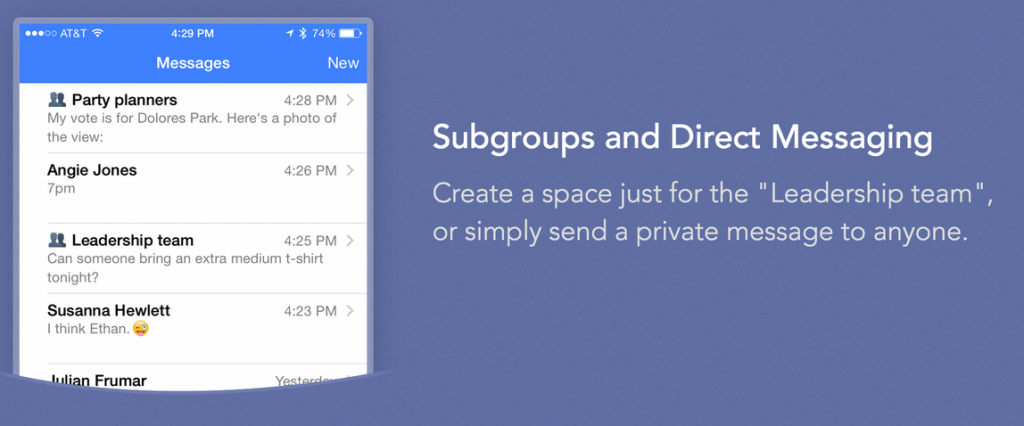 AT&T 4:29 PM 74%
Messages New
Party planners 4:28 PM
My vote is for Dolores Park. Here's a photo of
the view:
Angie Jones 4:26 PM
7pm
Leadership team 4:25 PM
Can someone bring an extra medium t-shirt
tonight?
Susanna Hewlett 4:23 PM
I think Ethan. 😜
Julian Frumar Yesterday
Subgroups and Direct Messaging
Create a space just for the "Leadership team",
or simply send a private message to anyone.